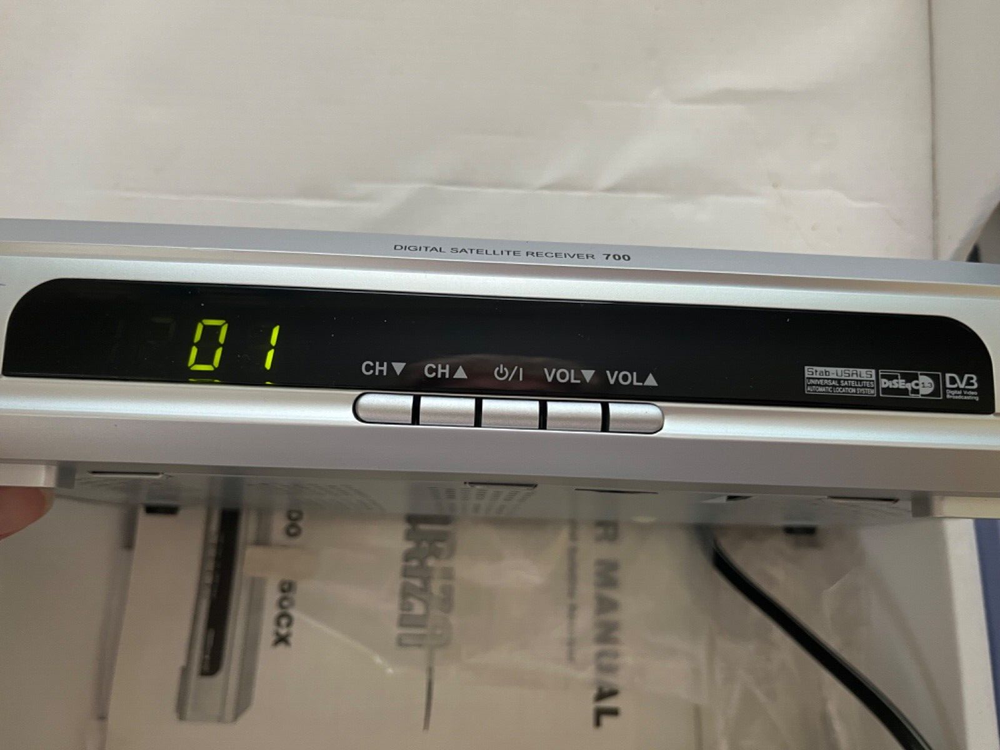 DIGITAL SATELLITE RECEIVER 700
01
CH▼ CH▲ ⏻/I VOL▼ VOL▲
Stab-USALS
UNIVERSAL SATELLITES
AUTOMATIC LOCATION SYSTEM
DiSEqC
DVB
Digital Video
Broadcasting
R MANUAL
50CX